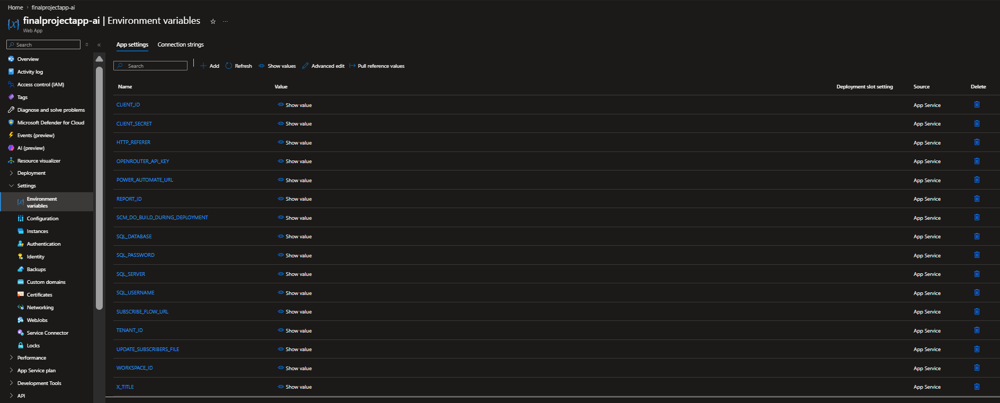 Home › finalprojectapp-ai
finalprojectapp-ai | Environment variables
Web App
Search
Overview
Activity log
Access control (IAM)
Tags
Diagnose and solve problems
Microsoft Defender for Cloud
Events (preview)
AI (preview)
Resource visualizer
Deployment
Settings
Environment
variables
Configuration
Instances
Authentication
Identity
Backups
Custom domains
Certificates
Networking
WebJobs
Service Connector
Locks
Performance
App Service plan
Development Tools
API
App settings Connection strings
Search Add Refresh Show values Advanced edit Pull reference values
Name Value Deployment slot setting Source Delete
CLIENT_ID Show value App Service
CLIENT_SECRET Show value App Service
HTTP_REFERER Show value App Service
OPENROUTER_API_KEY Show value App Service
POWER_AUTOMATE_URL Show value App Service
REPORT_ID Show value App Service
SCM_DO_BUILD_DURING_DEPLOYMENT Show value App Service
SQL_DATABASE Show value App Service
SQL_PASSWORD Show value App Service
SQL_SERVER Show value App Service
SQL_USERNAME Show value App Service
SUBSCRIBE_FLOW_URL Show value App Service
TENANT_ID Show value App Service
UPDATE_SUBSCRIBERS_FILE Show value App Service
WORKSPACE_ID Show value App Service
X_TITLE Show value App Service